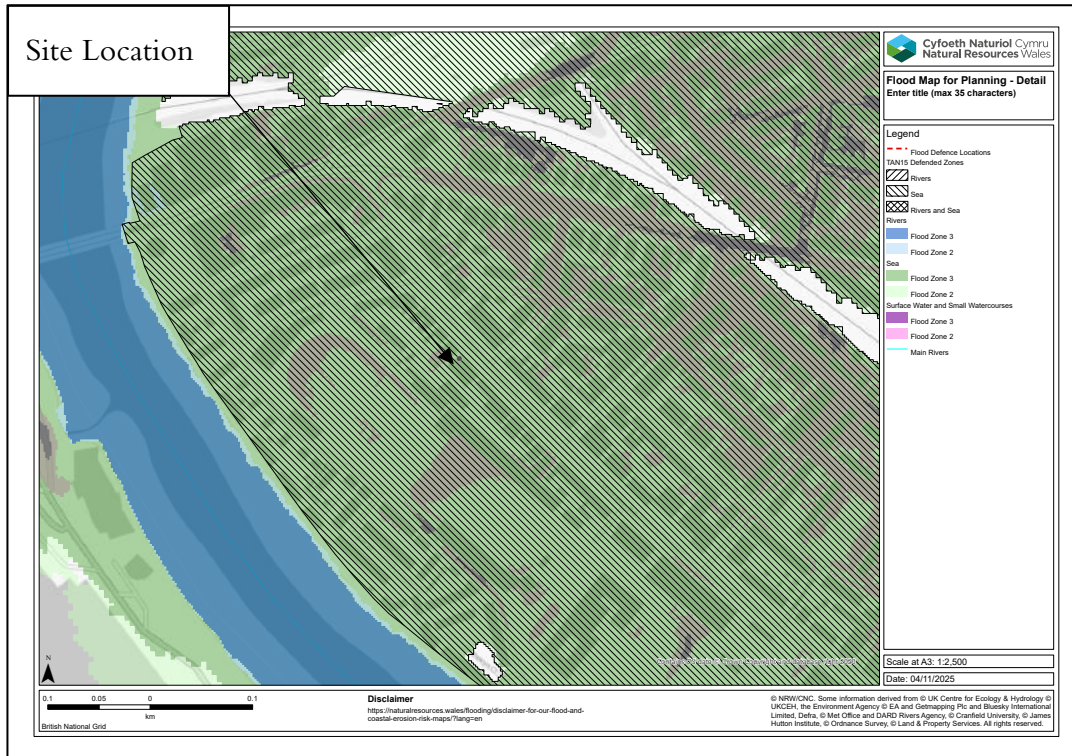 Site Location
Cyfoeth Naturiol Cymru
Natural Resources Wales
Flood Map for Planning - Detail
Enter title (max 35 characters)
Legend
Flood Defence Locations
TAN15 Defended Zones
Rivers
Sea
Rivers and Sea
Rivers
Flood Zone 3
Flood Zone 2
Sea
Flood Zone 3
Flood Zone 2
Surface Water and Small Watercourses
Flood Zone 3
Flood Zone 2
Main Rivers
Scale at A3: 1:2,500
Date: 04/11/2025
N
0.1 0.05 0 0.1
km
British National Grid
Disclaimer
https://naturalresources.wales/flooding/disclaimer-for-our-flood-and-
coastal-erosion-risk-maps/?lang=en
© NRW/CNC. Some information derived from © UK Centre for Ecology & Hydrology ©
UKCEH, the Environment Agency © EA and Getmapping Plc and Bluesky International
Limited, Defra, © Met Office and DARD Rivers Agency, © Cranfield University, © James
Hutton Institute, © Ordnance Survey, © Land & Property Services. All rights reserved.